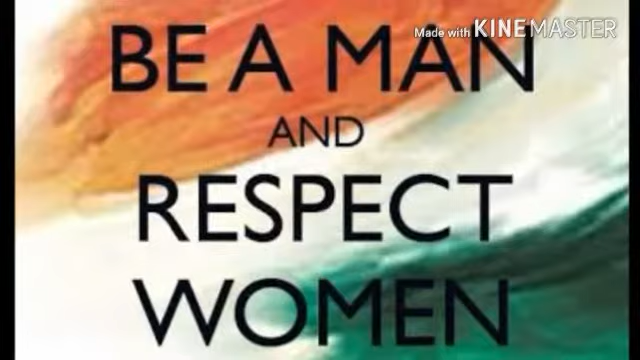 Made with KINEMASTER
BE A MAN
AND
RESPECT
WOMEN